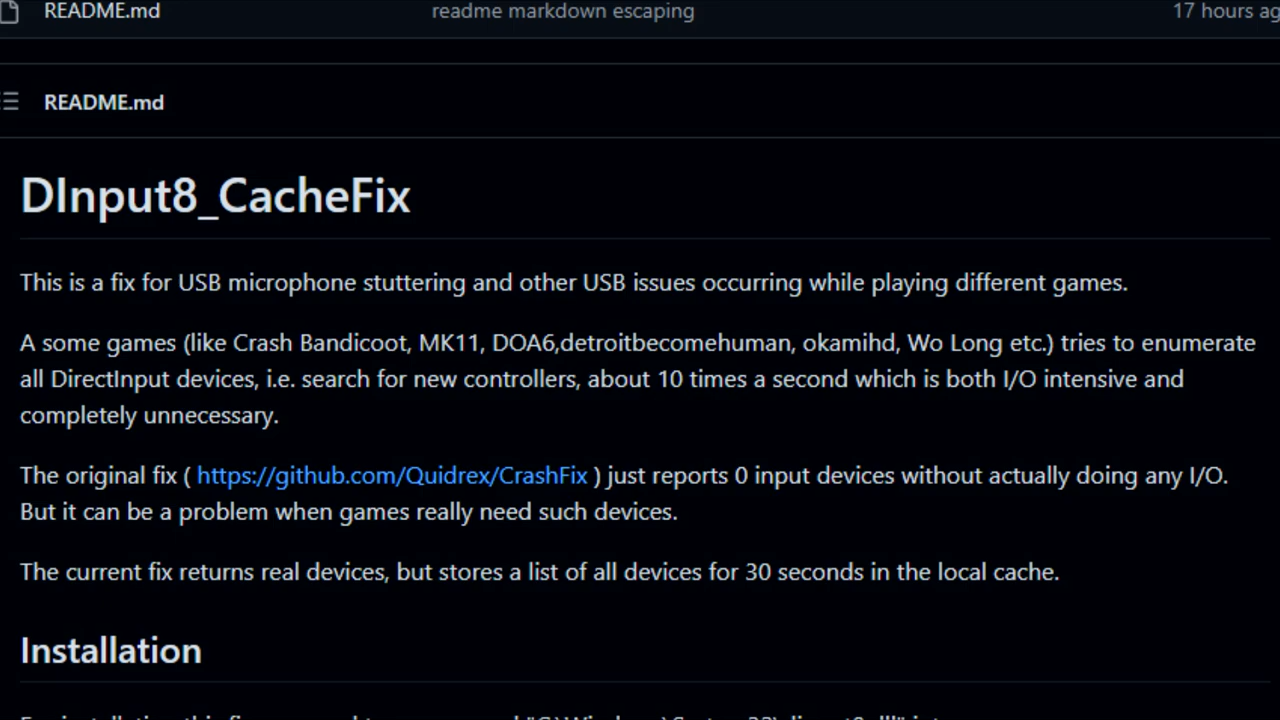 README.md readme markdown escaping 17 hours ag
README.md
DInput8_CacheFix
This is a fix for USB microphone stuttering and other USB issues occurring while playing different games.
A some games (like Crash Bandicoot, MK11, DOA6,detroitbecomehuman, okamihd, Wo Long etc.) tries to enumerate
all DirectInput devices, i.e. search for new controllers, about 10 times a second which is both I/O intensive and
completely unnecessary.
The original fix ( https://github.com/Quidrex/CrashFix ) just reports 0 input devices without actually doing any I/O.
But it can be a problem when games really need such devices.
The current fix returns real devices, but stores a list of all devices for 30 seconds in the local cache.
Installation